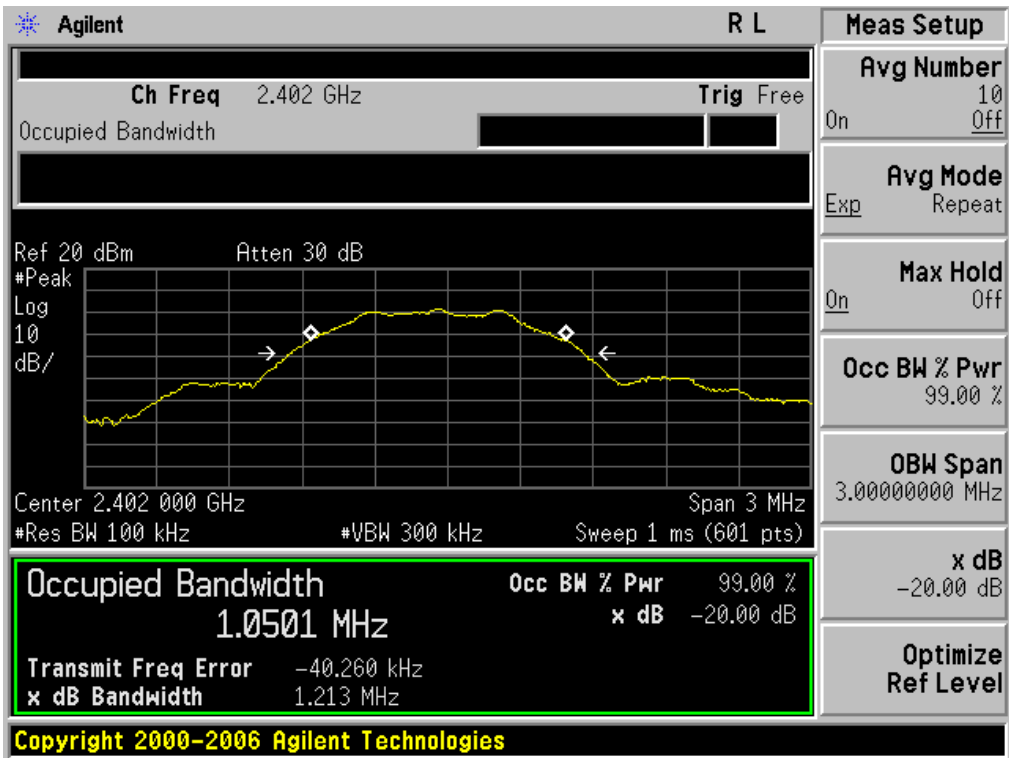 Agilent R L
Ch Freq 2.402 GHz Trig Free
Occupied Bandwidth
Ref 20 dBm Atten 30 dB
#Peak
Log
10
dB/
Center 2.402 000 GHz Span 3 MHz
#Res BW 100 kHz #VBW 300 kHz Sweep 1 ms (601 pts)
Occupied Bandwidth Occ BW % Pwr 99.00 %
1.0501 MHz x dB -20.00 dB
Transmit Freq Error -40.260 kHz
x dB Bandwidth 1.213 MHz
Copyright 2000-2006 Agilent Technologies
Meas Setup
Avg Number
10
On Off
Avg Mode
Exp Repeat
Max Hold
On Off
Occ BW % Pwr
99.00 %
OBW Span
3.00000000 MHz
x dB
-20.00 dB
Optimize
Ref Level